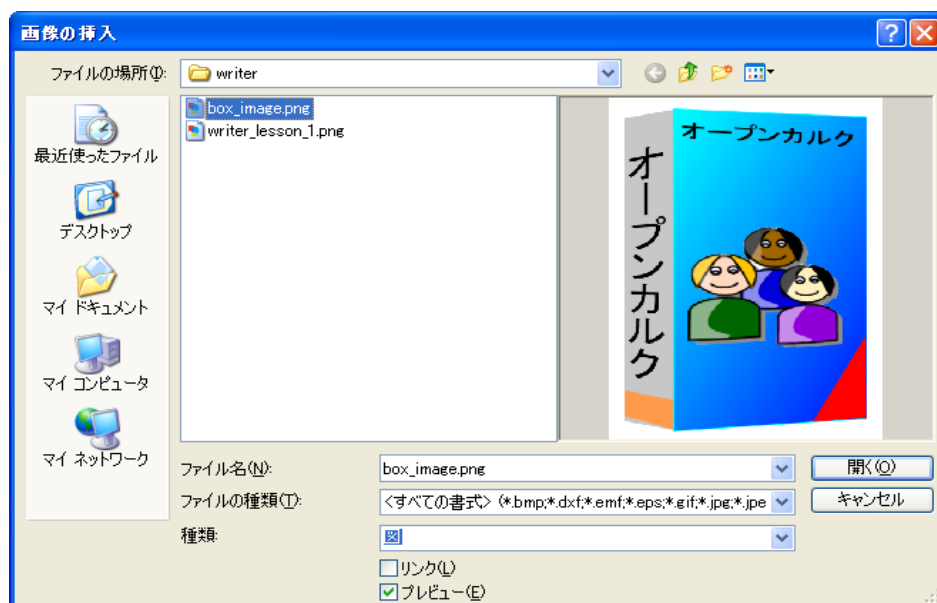 画像の挿入
ファイルの場所(I):
writer
最近使ったファイル
デスクトップ
マイ ドキュメント
マイ コンピュータ
マイ ネットワーク
box_image.png
writer_lesson_1.png
オープンカルク
オープンカルク
ファイル名(N):
box_image.png
開く(O)
ファイルの種類(T):
<すべての書式> (*.bmp;*.dxf;*.emf;*.eps;*.gif;*.jpg;*.jpe
キャンセル
種類:
図
リンク(L)
プレビュー(E)